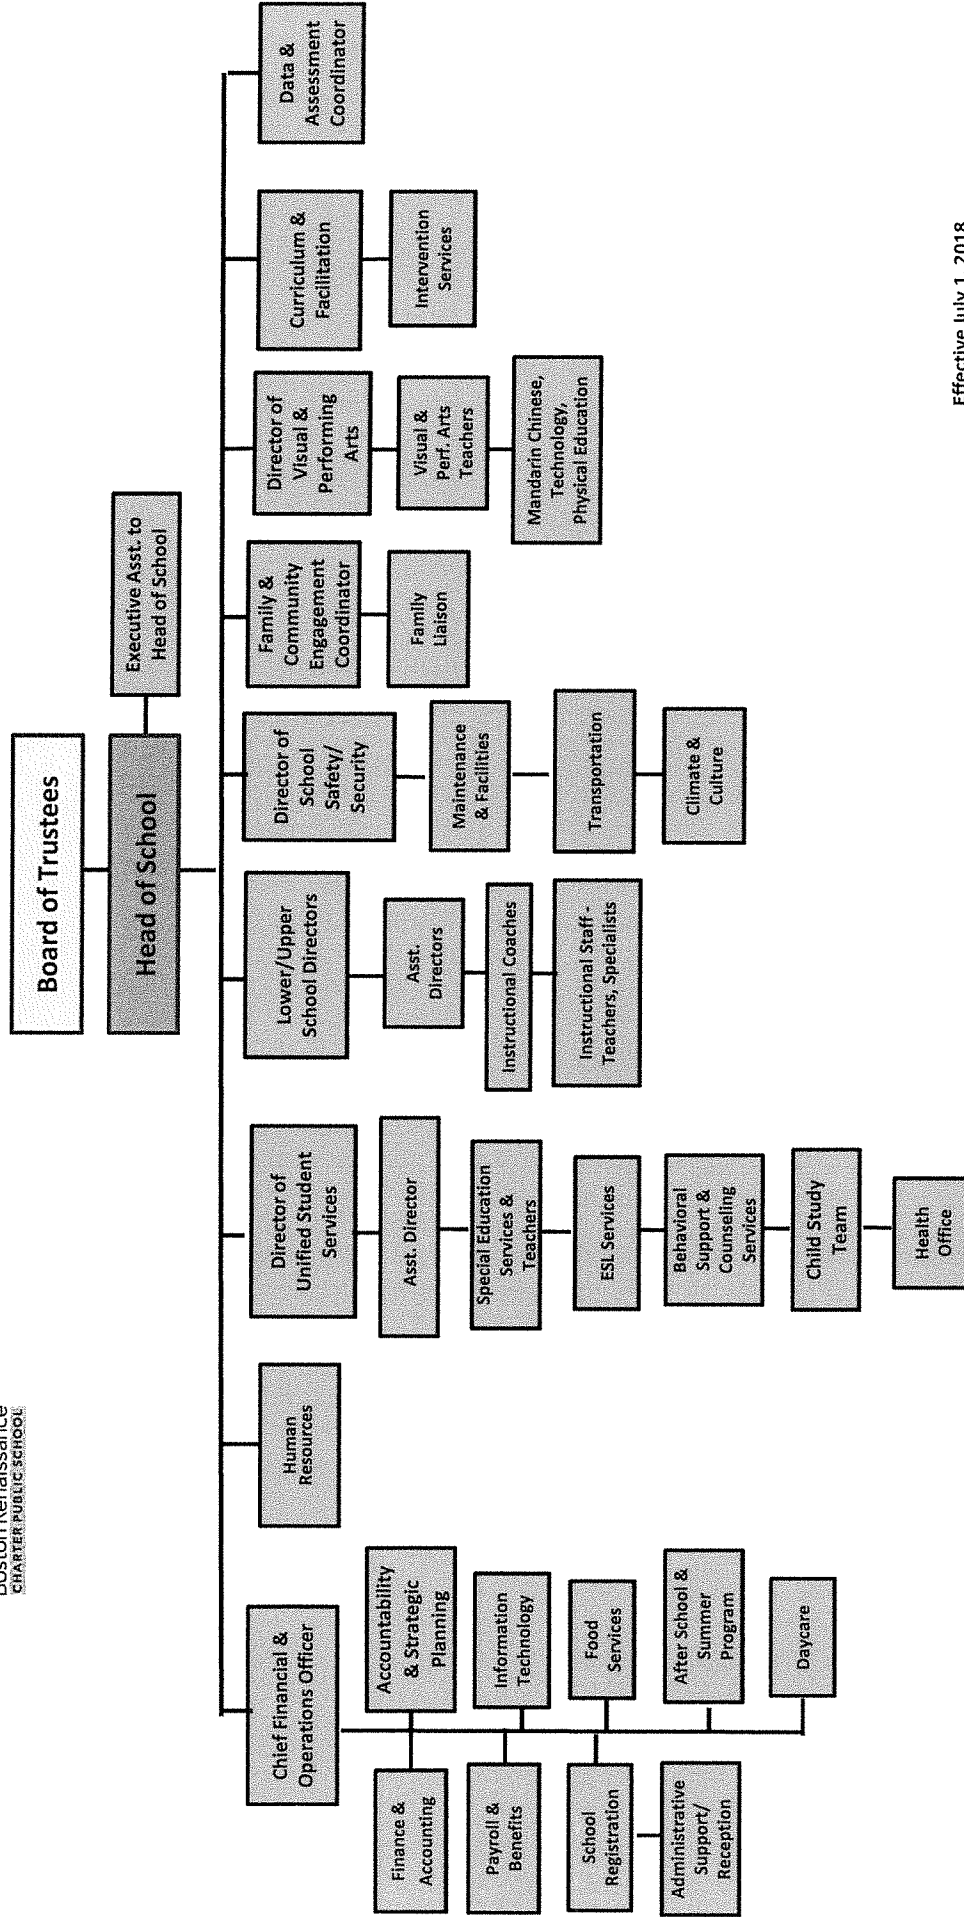 Boston Renaissance
CHARTER PUBLIC SCHOOL
Board of Trustees
Head of School
Executive Asst. to
Head of School
Chief Financial &
Operations Officer
Finance &
Accounting
Accountability
& Strategic
Planning
Payroll &
Benefits
Information
Technology
School
Registration
Food
Services
Administrative
Support/
Reception
After School &
Summer
Program
Daycare
Human
Resources
Director of
Unified Student
Services
Asst. Director
Special Education
Services &
Teachers
ESL Services
Behavioral
Support &
Counseling
Services
Child Study
Team
Health
Office
Lower/Upper
School Directors
Asst.
Directors
Instructional Coaches
Instructional Staff -
Teachers, Specialists
Director of
School
Safety/
Security
Maintenance
& Facilities
Transportation
Climate &
Culture
Family &
Community
Engagement
Coordinator
Family
Liaison
Director of
Visual &
Performing
Arts
Visual &
Perf. Arts
Teachers
Mandarin Chinese,
Technology,
Physical Education
Curriculum &
Facilitation
Intervention
Services
Data &
Assessment
Coordinator
Effective July 1, 2018